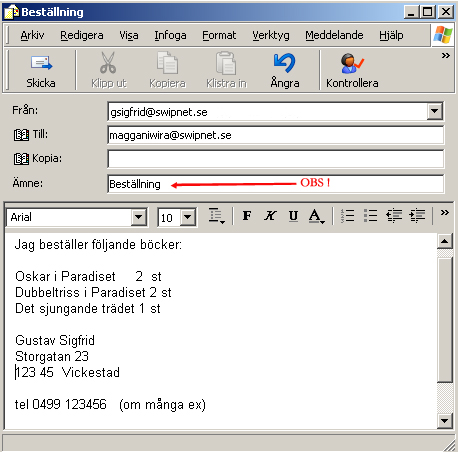 Beställning
Arkiv Redigera Visa Infoga Format Verktyg Meddelande Hjälp
Skicka Klipp ut Kopiera Klistra in Ångra Kontrollera »
Från: gsigfrid@swipnet.se
Till: magganiwira@swipnet.se
Kopia:
Ämne: Beställning OBS !
Arial 10 F K U A »
Jag beställer följande böcker:
Oskar i Paradiset 2 st
Dubbeltriss i Paradiset 2 st
Det sjungande trädet 1 st
Gustav Sigfrid
Storgatan 23
123 45 Vickestad
tel 0499 123456 (om många ex)